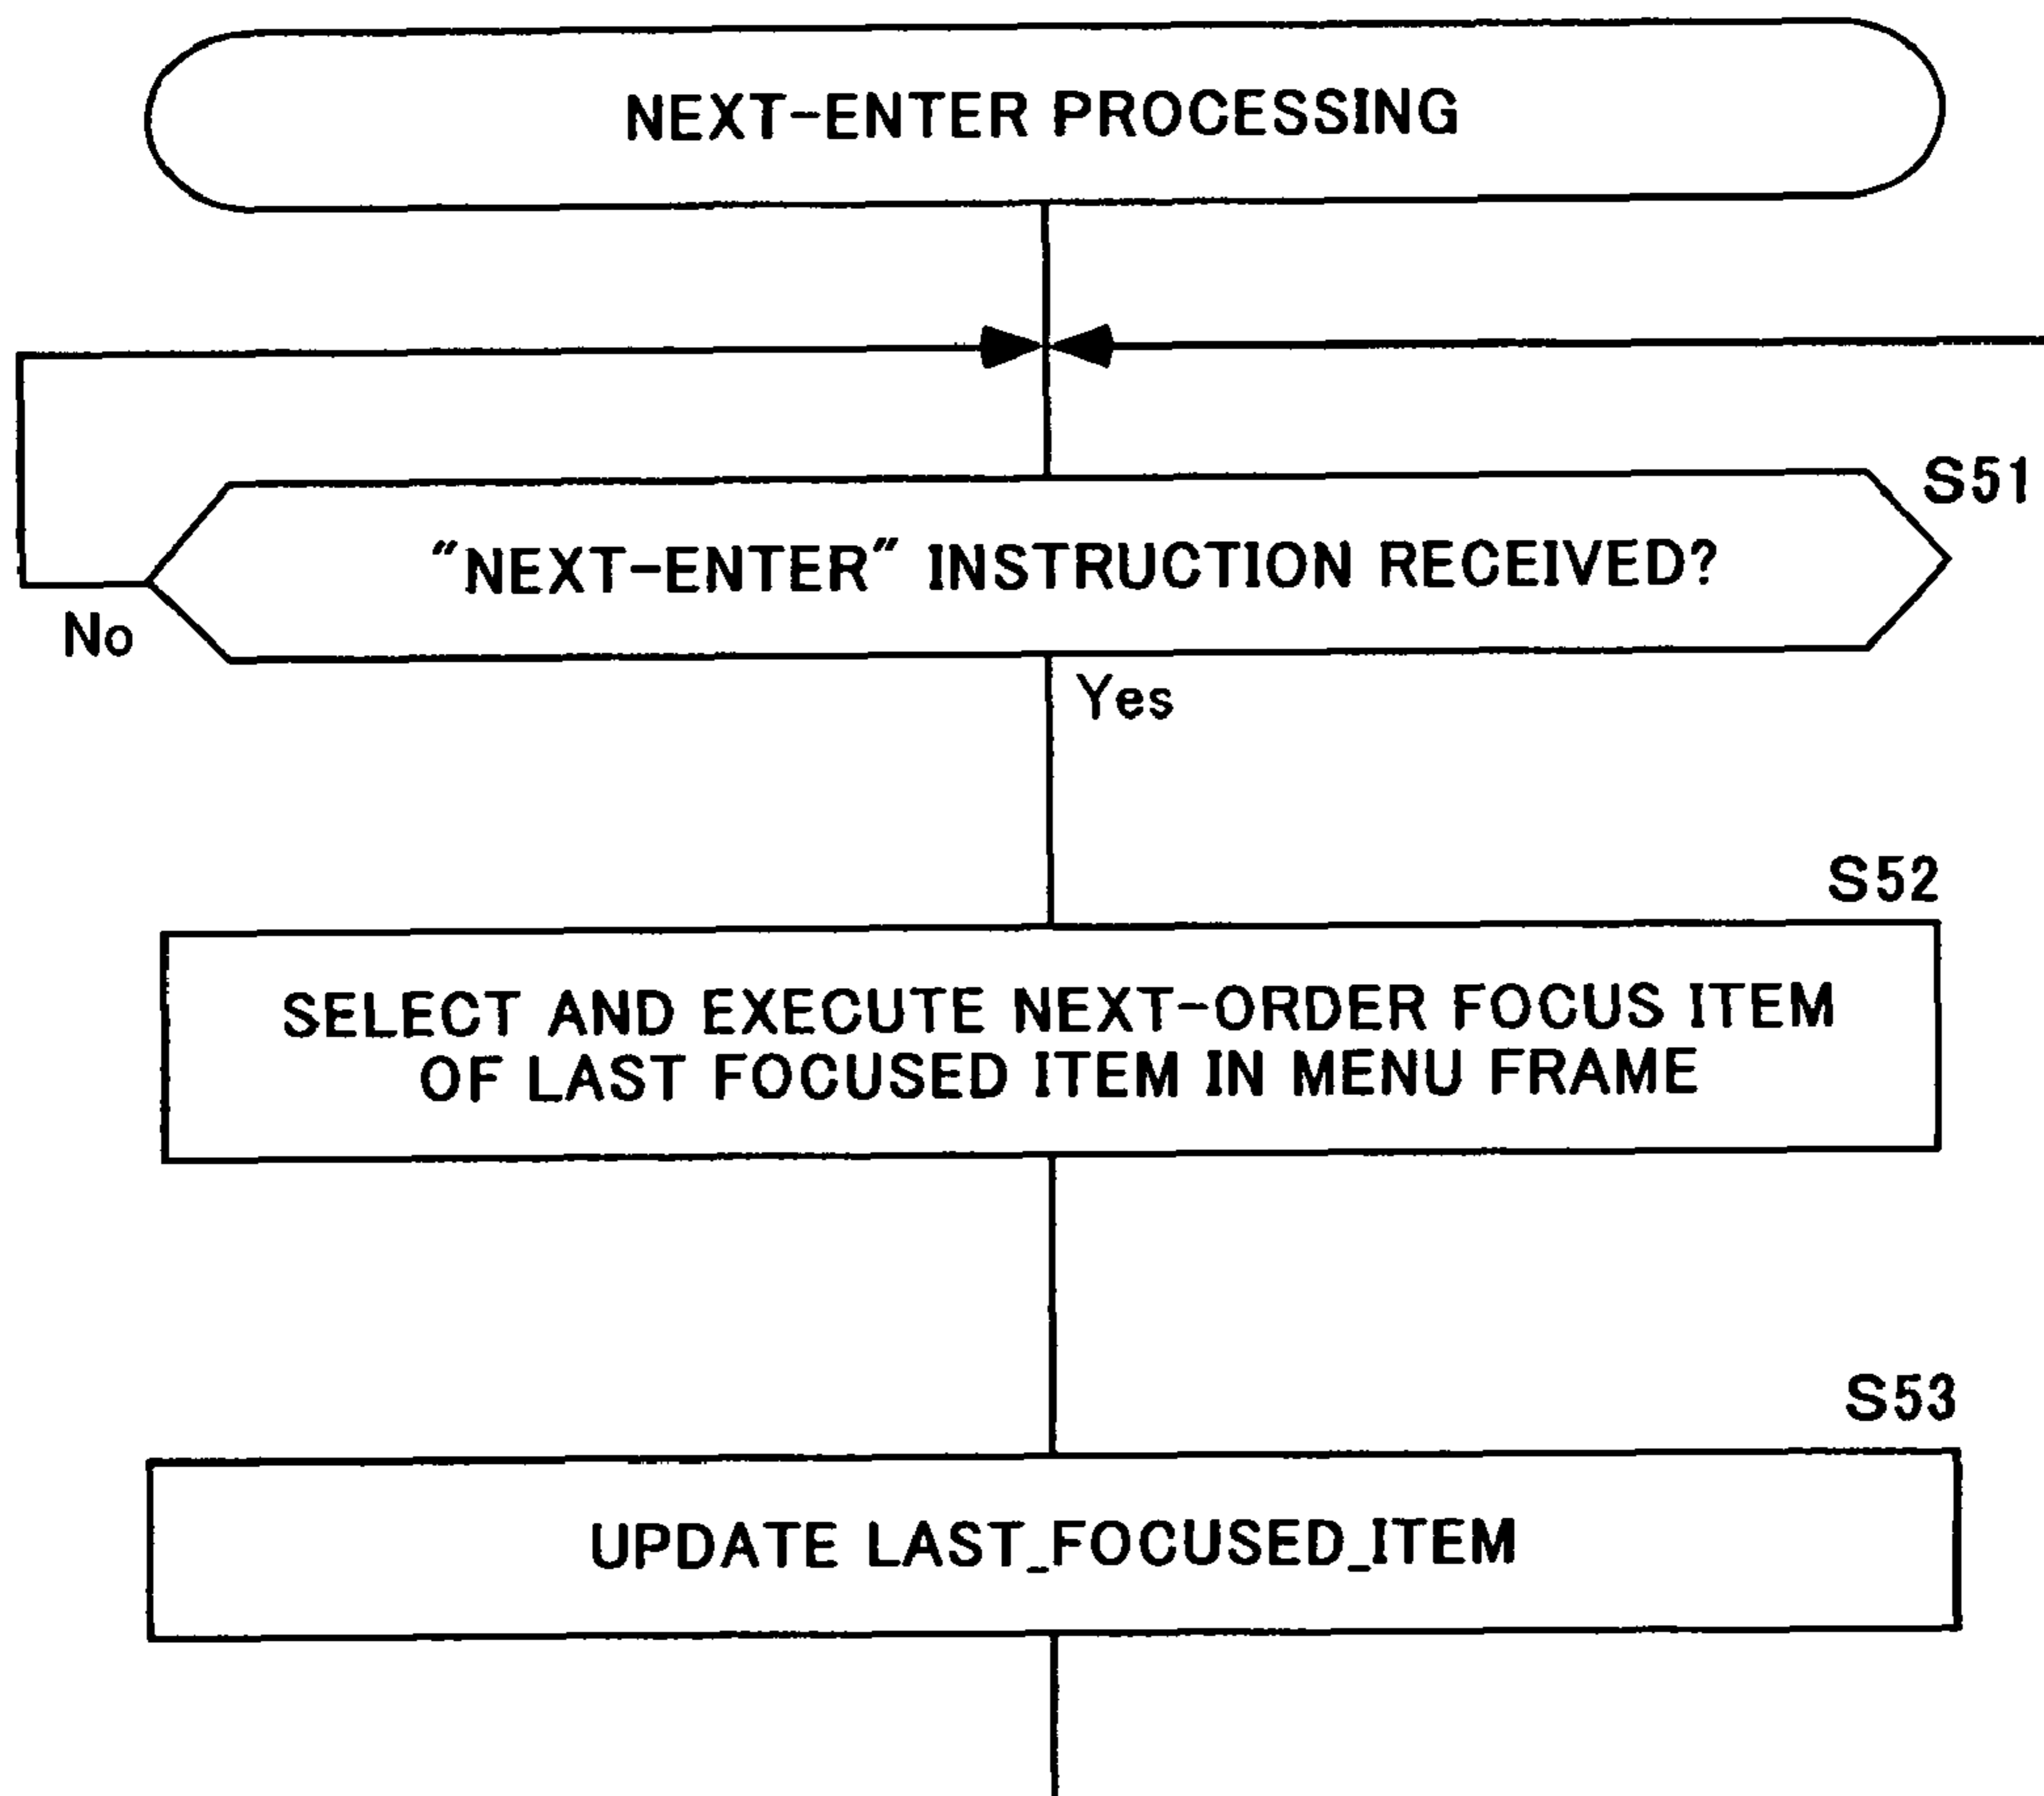 NEXT-ENTER PROCESSING
S51
"NEXT-ENTER" INSTRUCTION RECEIVED?
No
Yes
S52
SELECT AND EXECUTE NEXT-ORDER FOCUS ITEM
OF LAST FOCUSED ITEM IN MENU FRAME
S53
UPDATE LAST_FOCUSED_ITEM